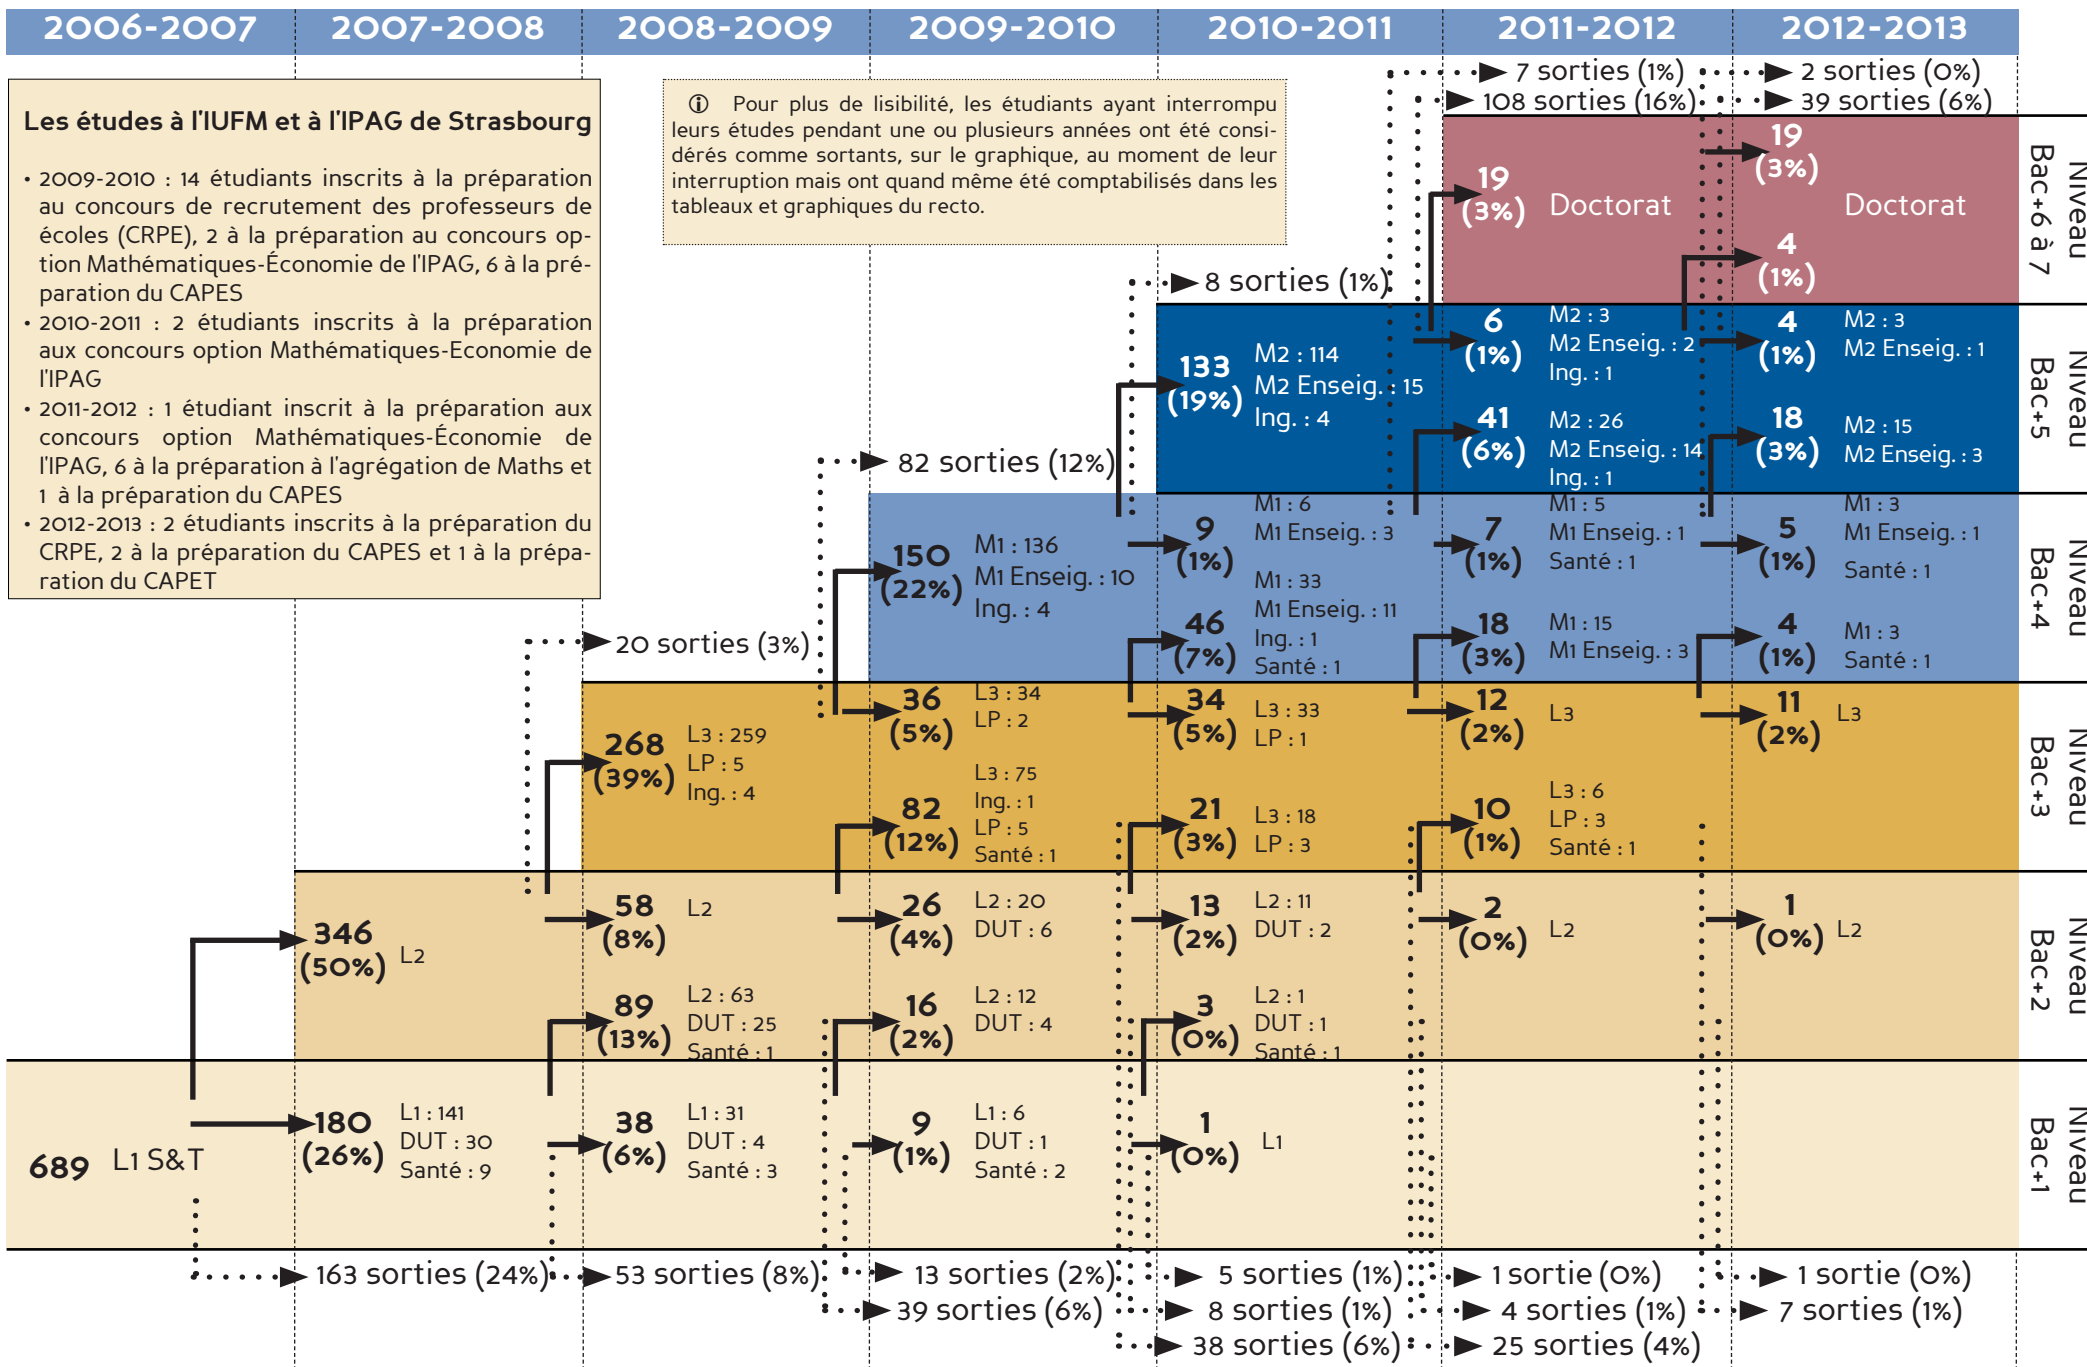 2006-2007 2007-2008 2008-2009 2009-2010 2010-2011 2011-2012 2012-2013
Les études à l'IUFM et à l'IPAG de Strasbourg
• 2009-2010 : 14 étudiants inscrits à la préparation
au concours de recrutement des professeurs de
écoles (CRPE), 2 à la préparation au concours op-
tion Mathématiques-Économie de l'IPAG, 6 à la pré-
paration du CAPES
• 2010-2011 : 2 étudiants inscrits à la préparation
aux concours option Mathématiques-Economie de
l'IPAG
• 2011-2012 : 1 étudiant inscrit à la préparation aux
concours option Mathématiques-Économie de
l'IPAG, 6 à la préparation à l'agrégation de Maths et
1 à la préparation du CAPES
• 2012-2013 : 2 étudiants inscrits à la préparation du
CRPE, 2 à la préparation du CAPES et 1 à la prépa-
ration du CAPET
ⓘ Pour plus de lisibilité, les étudiants ayant interrompu
leurs études pendant une ou plusieurs années ont été consi-
dérés comme sortants, sur le graphique, au moment de leur
interruption mais ont quand même été comptabilisés dans les
tableaux et graphiques du recto.
7 sorties (1%)
108 sorties (16%)
2 sorties (0%)
39 sorties (6%)
19
(3%)
Doctorat
19
(3%)
Doctorat
4
(1%)
Niveau
Bac+6 à 7
8 sorties (1%)
133
(19%)
M2 : 114
M2 Enseig. : 15
Ing. : 4
6
(1%)
M2 : 3
M2 Enseig. : 2
Ing. : 1
41
(6%)
M2 : 26
M2 Enseig. : 14
Ing. : 1
4
(1%)
M2 : 3
M2 Enseig. : 1
18
(3%)
M2 : 15
M2 Enseig. : 3
Niveau
Bac+5
82 sorties (12%)
150
(22%)
M1 : 136
M1 Enseig. : 10
Ing. : 4
9
(1%)
M1 : 6
M1 Enseig. : 3
46
(7%)
M1 : 33
M1 Enseig. : 11
Ing. : 1
Santé : 1
7
(1%)
M1 : 5
M1 Enseig. : 1
Santé : 1
18
(3%)
M1 : 15
M1 Enseig. : 3
5
(1%)
M1 : 3
M1 Enseig. : 1
Santé : 1
4
(1%)
M1 : 3
Santé : 1
Niveau
Bac+4
20 sorties (3%)
268
(39%)
L3 : 259
LP : 5
Ing. : 4
36
(5%)
L3 : 34
LP : 2
82
(12%)
L3 : 75
Ing. : 1
LP : 5
Santé : 1
34
(5%)
L3 : 33
LP : 1
21
(3%)
L3 : 18
LP : 3
12
(2%)
L3
10
(1%)
L3 : 6
LP : 3
Santé : 1
11
(2%)
L3
Niveau
Bac+3
346
(50%)
L2
58
(8%)
L2
89
(13%)
L2 : 63
DUT : 25
Santé : 1
26
(4%)
L2 : 20
DUT : 6
16
(2%)
L2 : 12
DUT : 4
13
(2%)
L2 : 11
DUT : 2
3
(0%)
L2 : 1
DUT : 1
Santé : 1
2
(0%)
L2
1
(0%)
L2
Niveau
Bac+2
689 L1 S&T
180
(26%)
L1 : 141
DUT : 30
Santé : 9
38
(6%)
L1 : 31
DUT : 4
Santé : 3
9
(1%)
L1 : 6
DUT : 1
Santé : 2
1
(0%)
L1
Niveau
Bac+1
163 sorties (24%)
53 sorties (8%)
13 sorties (2%)
39 sorties (6%)
5 sorties (1%)
8 sorties (1%)
38 sorties (6%)
1 sortie (0%)
4 sorties (1%)
25 sorties (4%)
1 sortie (0%)
7 sorties (1%)